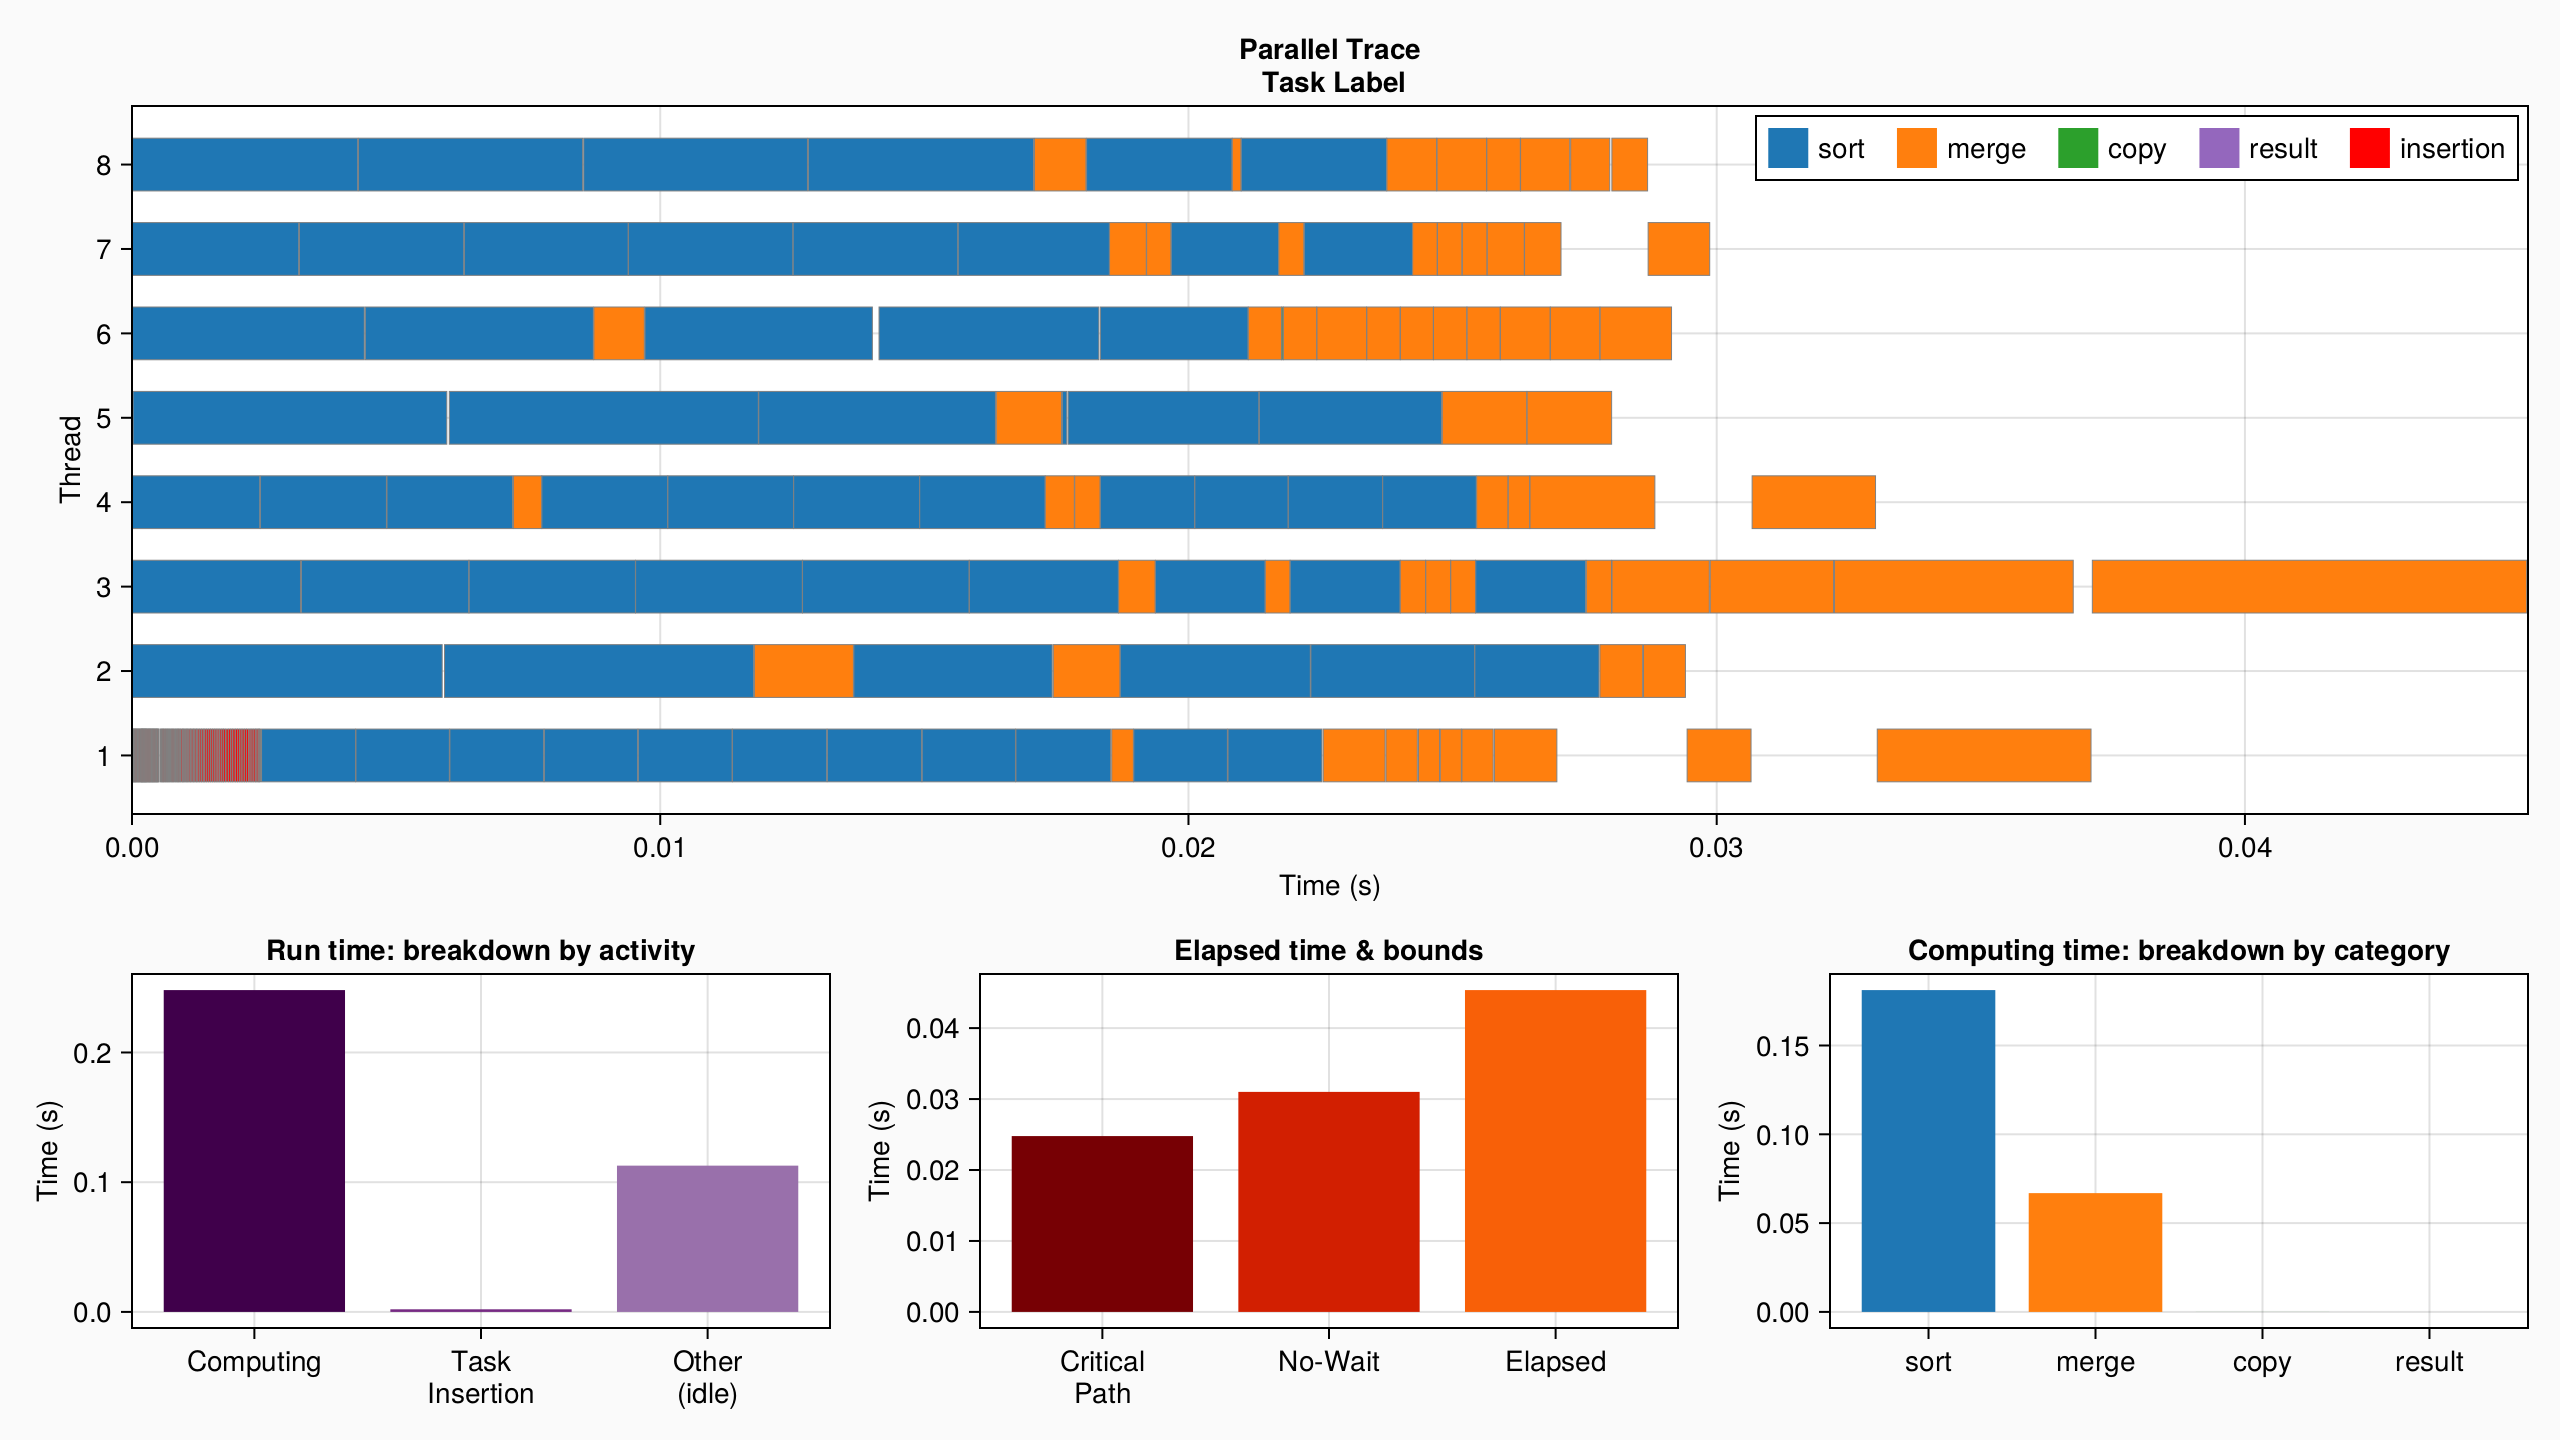 Parallel Trace
Task Label
sort merge copy result insertion
8
7
6
5
4
3
2
1
Thread
0.00 0.01 0.02 0.03 0.04
Time (s)
Run time: breakdown by activity
Time (s)
0.2
0.1
0.0
Computing Task Insertion Other (idle)
Elapsed time & bounds
Time (s)
0.04
0.03
0.02
0.01
0.00
Critical Path No-Wait Elapsed
Computing time: breakdown by category
Time (s)
0.15
0.10
0.05
0.00
sort merge copy result